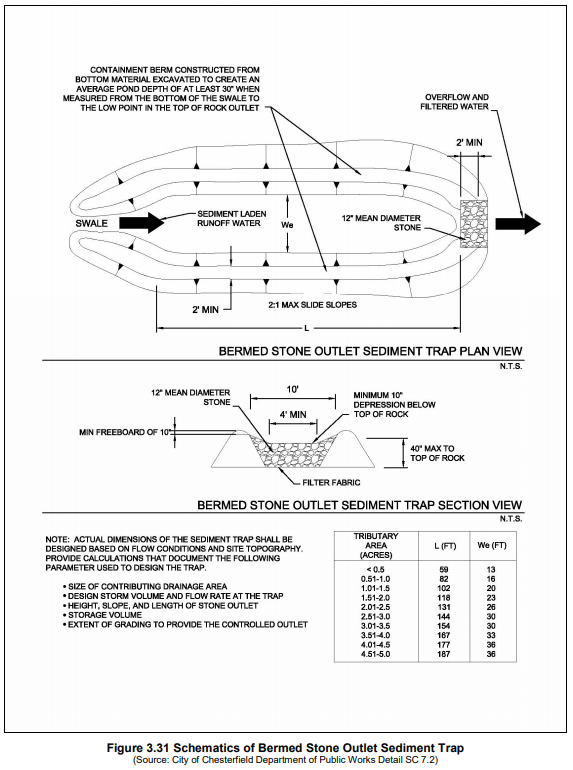 CONTAINMENT BERM CONSTRUCTED FROM
BOTTOM MATERIAL EXCAVATED TO CREATE AN
AVERAGE POND DEPTH OF AT LEAST 30" WHEN
MEASURED FROM THE BOTTOM OF THE SWALE TO
THE LOW POINT IN THE TOP OF ROCK OUTLET
OVERFLOW AND
FILTERED WATER
2' MIN
SWALE
SEDIMENT LADEN
RUNOFF WATER
We
12" MEAN DIAMETER
STONE
2' MIN
2:1 MAX SLIDE SLOPES
L
BERMED STONE OUTLET SEDIMENT TRAP PLAN VIEW
N.T.S.
12" MEAN DIAMETER
STONE
10'
4' MIN
MINIMUM 10"
DEPRESSION BELOW
TOP OF ROCK
MIN FREEBOARD OF 10"
40" MAX TO
TOP OF ROCK
FILTER FABRIC
BERMED STONE OUTLET SEDIMENT TRAP SECTION VIEW
N.T.S.
NOTE: ACTUAL DIMENSIONS OF THE SEDIMENT TRAP SHALL BE
DESIGNED BASED ON FLOW CONDITIONS AND SITE TOPOGRAPHY.
PROVIDE CALCULATIONS THAT DOCUMENT THE FOLLOWING
PARAMETER USED TO DESIGN THE TRAP.
• SIZE OF CONTRIBUTING DRAINAGE AREA
• DESIGN STORM VOLUME AND FLOW RATE AT THE TRAP
• HEIGHT, SLOPE, AND LENGTH OF STONE OUTLET
• STORAGE VOLUME
• EXTENT OF GRADING TO PROVIDE THE CONTROLLED OUTLET
TRIBUTARY
AREA
(ACRES) L (FT) We (FT)
< 0.5 59 13
0.51-1.0 82 16
1.01-1.5 102 20
1.51-2.0 118 23
2.01-2.5 131 26
2.51-3.0 144 30
3.01-3.5 154 30
3.51-4.0 167 33
4.01-4.5 177 36
4.51-5.0 187 36
Figure 3.31 Schematics of Bermed Stone Outlet Sediment Trap
(Source: City of Chesterfield Department of Public Works Detail SC 7.2)